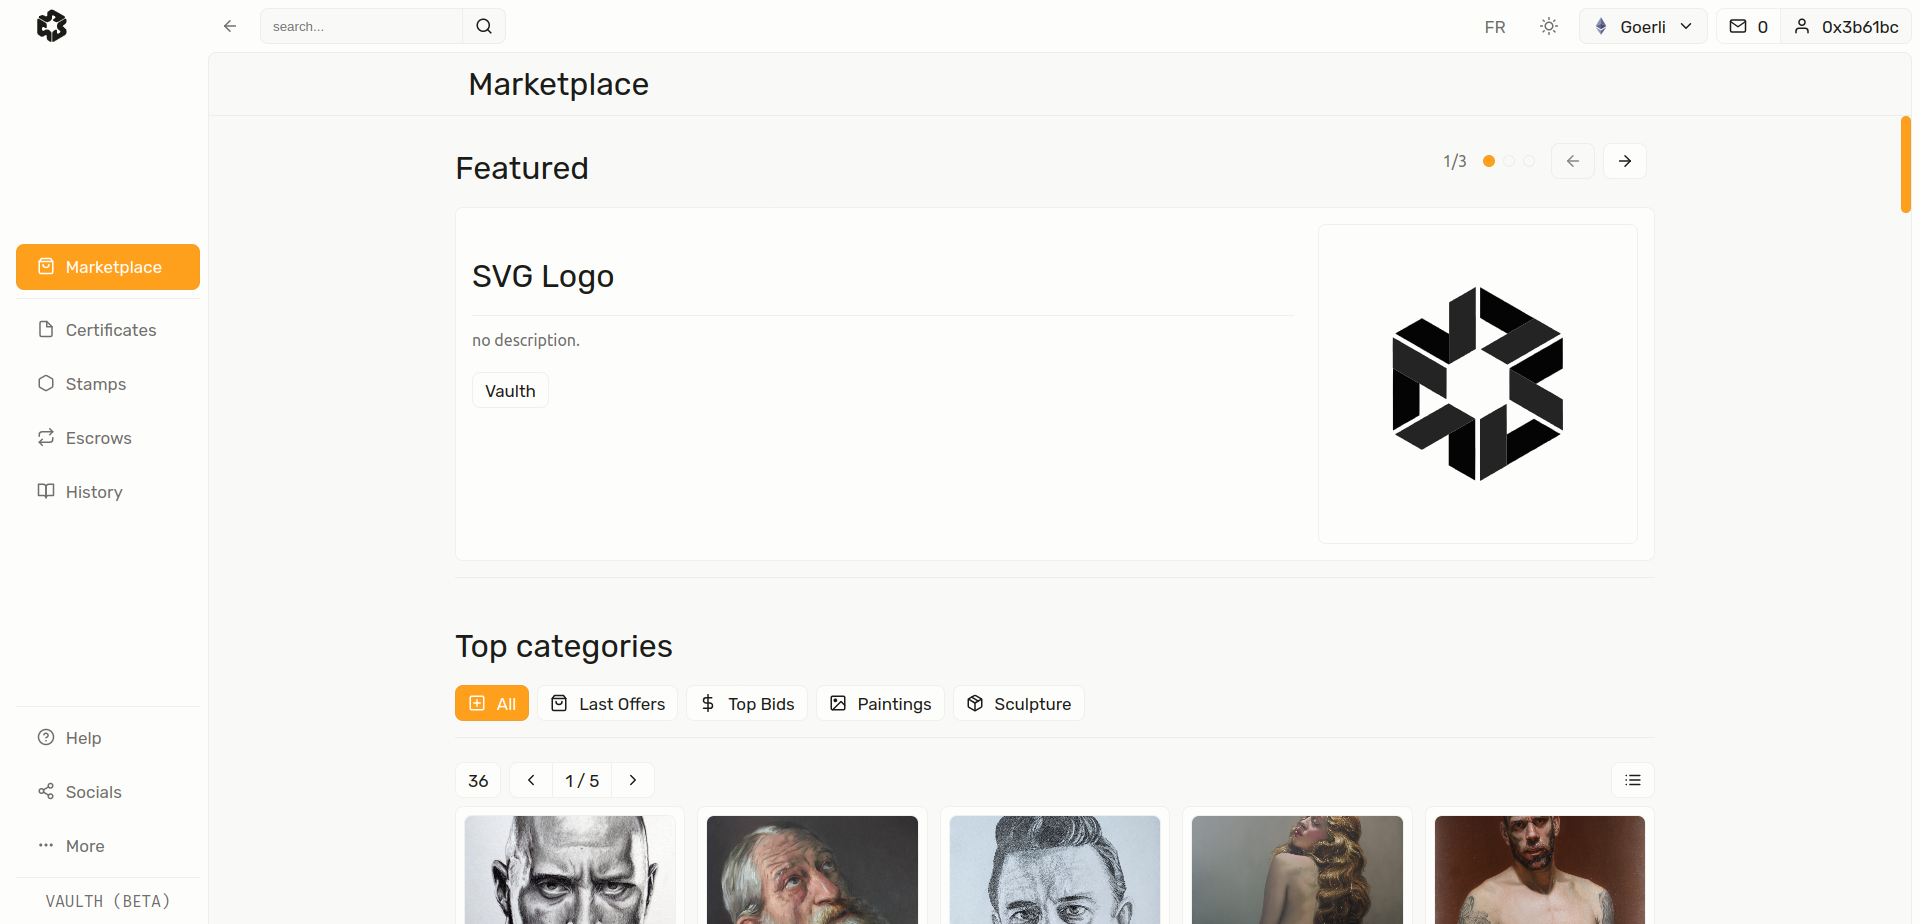 search...
FR
Goerli
0
0x3b61bc
Marketplace
Marketplace
Certificates
Stamps
Escrows
History
Help
Socials
More
VAULTH (BETA)
Featured
1/3
SVG Logo
no description.
Vaulth
Top categories
All
Last Offers
Top Bids
Paintings
Sculpture
36
1 / 5